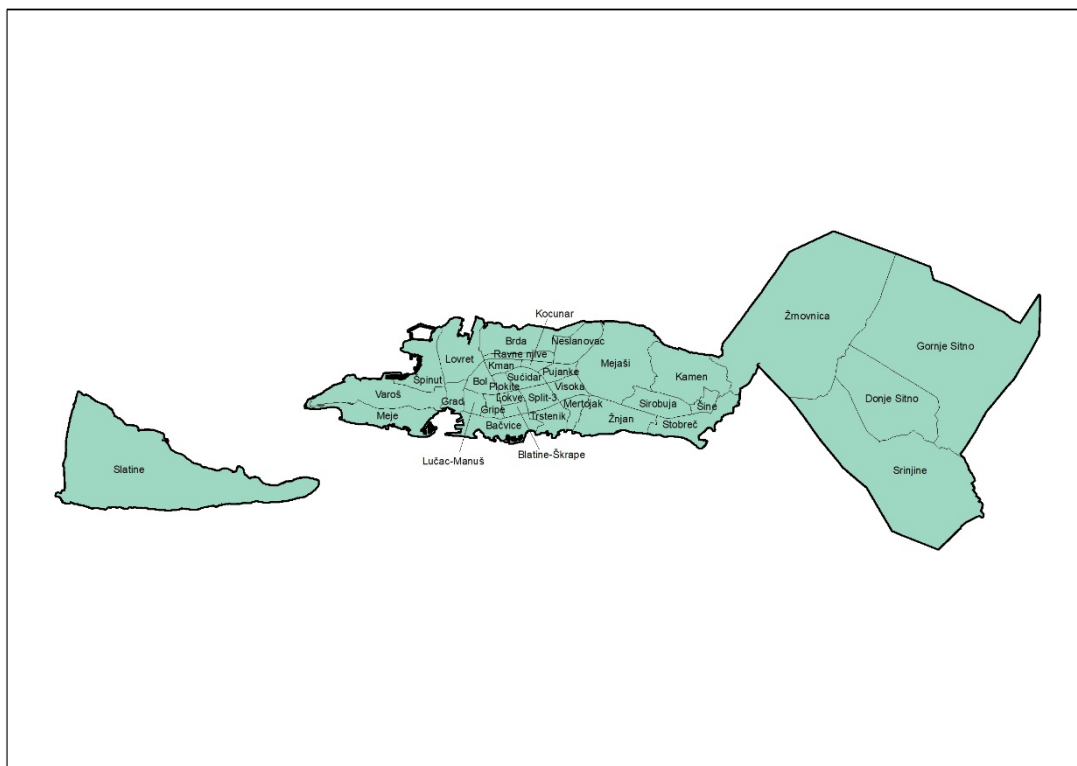 Kocunar
Žrnovnica
Brda
Neslanovac
Gornje Sitno
Lovret
Ravne njive
Mejaši
Kman
Pujanke
Kamen
Sućidar
Spinut
Bol
Plokite
Visoka
Varoš
Donje Sitno
Lokve
Split-3
Grad
Mertojak
Sirobuja
Šine
Meje
Gripe
Trstenik
Žnjan
Bačvice
Stobreč
Blatine-Škrape
Lučac-Manuš
Slatine
Srinjine